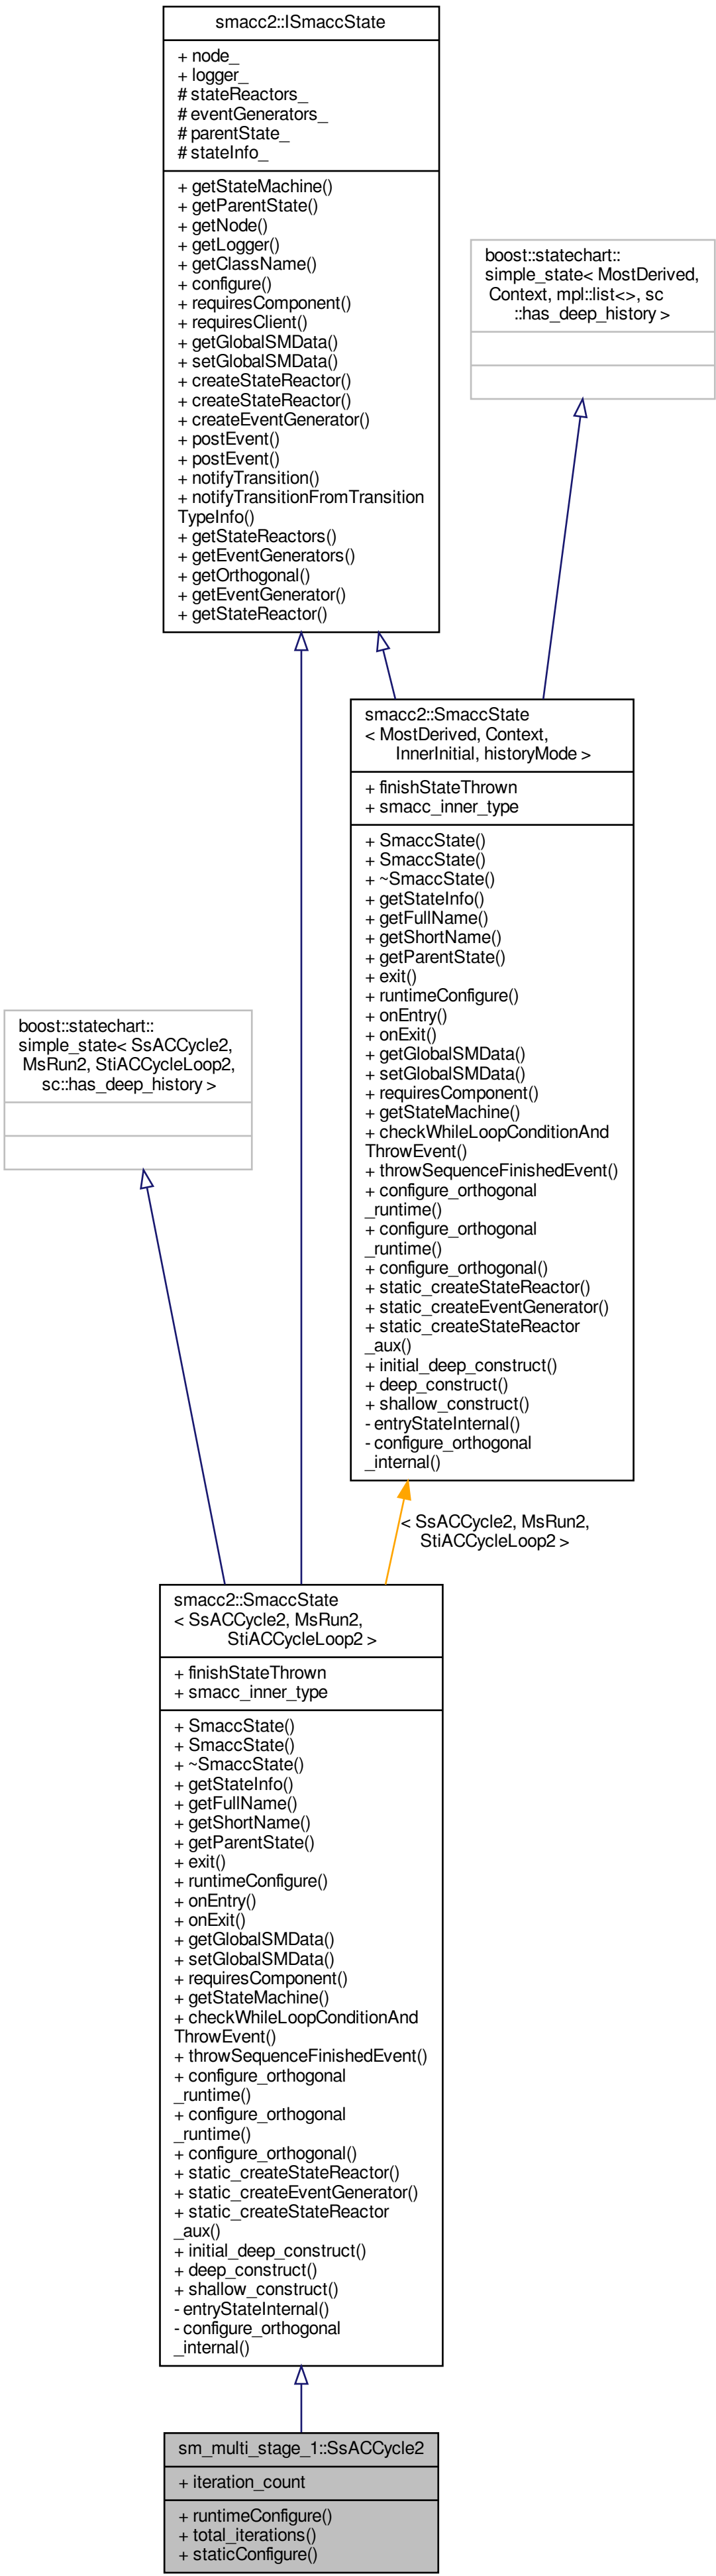 smacc2::ISmaccState
+ node_
+ logger_
# stateReactors_
# eventGenerators_
# parentState_
# stateInfo_
+ getStateMachine()
+ getParentState()
+ getNode()
+ getLogger()
+ getClassName()
+ configure()
+ requiresComponent()
+ requiresClient()
+ getGlobalSMData()
+ setGlobalSMData()
+ createStateReactor()
+ createStateReactor()
+ createEventGenerator()
+ postEvent()
+ postEvent()
+ notifyTransition()
+ notifyTransitionFromTransition
TypeInfo()
+ getStateReactors()
+ getEventGenerators()
+ getOrthogonal()
+ getEventGenerator()
+ getStateReactor()
boost::statechart::
simple_state< MostDerived,
Context, mpl::list<>, sc
::has_deep_history >
smacc2::SmaccState
< MostDerived, Context,
InnerInitial, historyMode >
+ finishStateThrown
+ smacc_inner_type
+ SmaccState()
+ SmaccState()
+ ~SmaccState()
+ getStateInfo()
+ getFullName()
+ getShortName()
+ getParentState()
+ exit()
+ runtimeConfigure()
+ onEntry()
+ onExit()
+ getGlobalSMData()
+ setGlobalSMData()
+ requiresComponent()
+ getStateMachine()
+ checkWhileLoopConditionAnd
ThrowEvent()
+ throwSequenceFinishedEvent()
+ configure_orthogonal
_runtime()
+ configure_orthogonal
_runtime()
+ configure_orthogonal()
+ static_createStateReactor()
+ static_createEventGenerator()
+ static_createStateReactor
_aux()
+ initial_deep_construct()
+ deep_construct()
+ shallow_construct()
- entryStateInternal()
- configure_orthogonal
_internal()
boost::statechart::
simple_state< SsACCycle2,
MsRun2, StiACCycleLoop2,
sc::has_deep_history >
< SsACCycle2, MsRun2,
StiACCycleLoop2 >
smacc2::SmaccState
< SsACCycle2, MsRun2,
StiACCycleLoop2 >
+ finishStateThrown
+ smacc_inner_type
+ SmaccState()
+ SmaccState()
+ ~SmaccState()
+ getStateInfo()
+ getFullName()
+ getShortName()
+ getParentState()
+ exit()
+ runtimeConfigure()
+ onEntry()
+ onExit()
+ getGlobalSMData()
+ setGlobalSMData()
+ requiresComponent()
+ getStateMachine()
+ checkWhileLoopConditionAnd
ThrowEvent()
+ throwSequenceFinishedEvent()
+ configure_orthogonal
_runtime()
+ configure_orthogonal
_runtime()
+ configure_orthogonal()
+ static_createStateReactor()
+ static_createEventGenerator()
+ static_createStateReactor
_aux()
+ initial_deep_construct()
+ deep_construct()
+ shallow_construct()
- entryStateInternal()
- configure_orthogonal
_internal()
sm_multi_stage_1::SsACCycle2
+ iteration_count
+ runtimeConfigure()
+ total_iterations()
+ staticConfigure()